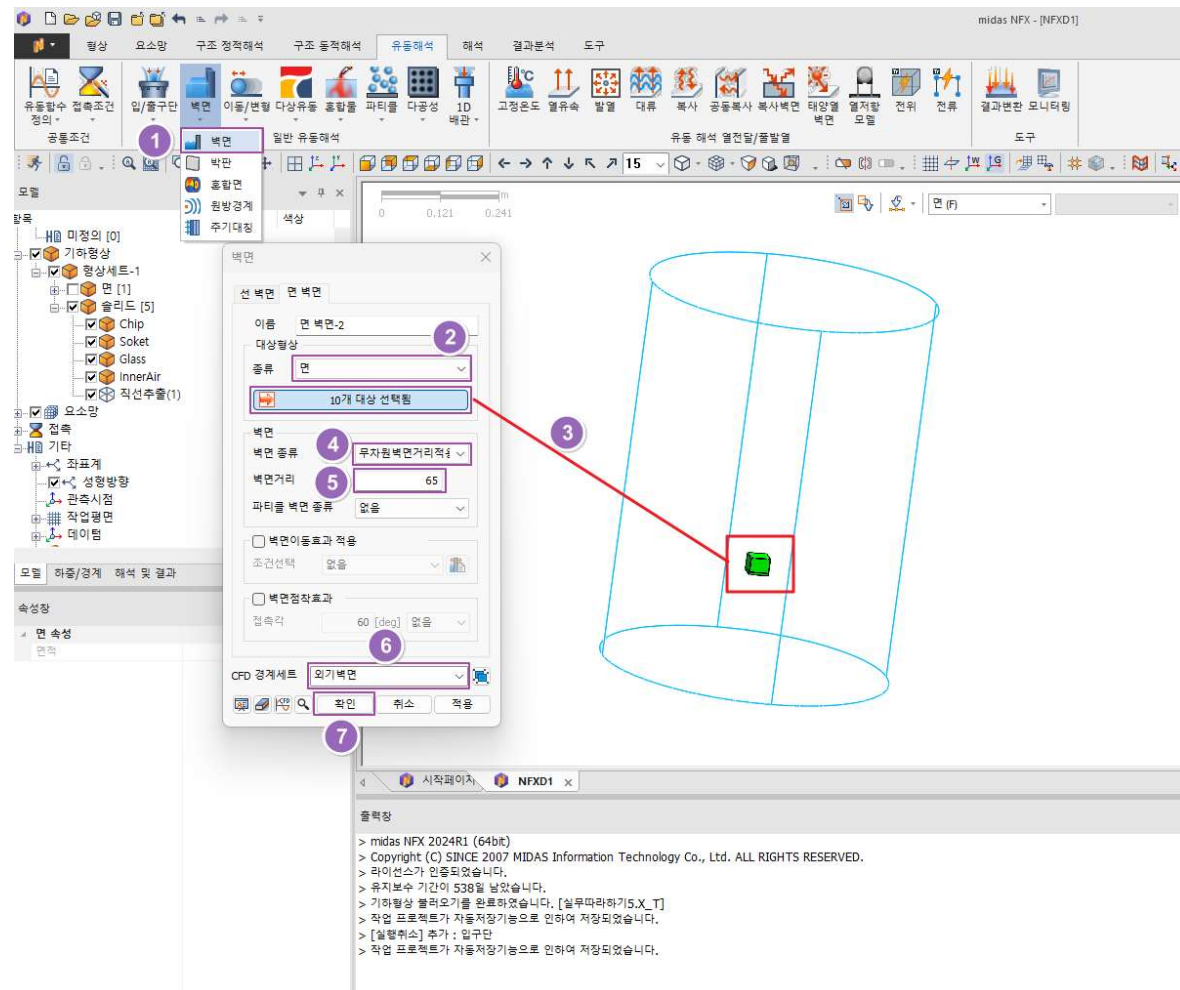 midas NFX - [NFXD1]
형상 요소망 구조 정적해석 구조 동적해석 유동해석 해석 결과분석 도구
유동함수 정의 접촉조건 입/출구단 벽면 이동/변형 다상유동 혼합물 파티클 다공성 1D 배관 고정온도 열유속 발열 대류 복사 공동복사 복사벽면 태양열 벽면 열저항 모델 전위 전류 결과변환 모니터링
공통조건 일반 유동해석 유동 해석 열전달/줄발열 도구
1
벽면
박판
혼합면
원방경계
주기대칭
15
모델
항목 색상
미정의 [0]
기하형상
형상세트-1
면 [1]
솔리드 [5]
Chip
Soket
Glass
InnerAir
직선추출(1)
요소망
접촉
기타
좌표계
성형방향
관측시점
작업평면
데이텀
모델 하중/경계 해석 및 결과
속성창
면 속성
면적
벽면
선 벽면 면 벽면
이름 면 벽면-2
대상형상
2
종류 면
10개 대상 선택됨
3
벽면
벽면 종류 4 무차원벽면거리적용
벽면거리 5 65
파티클 벽면 종류 없음
벽면이동효과 적용
조건선택 없음
벽면점착효과
접촉각 60 [deg] 없음
6
CFD 경계세트 외기벽면
확인 취소 적용
7
m
0 0.121 0.241
면 (F)
시작페이지 NFXD1
출력창
> midas NFX 2024R1 (64bit)
> Copyright (C) SINCE 2007 MIDAS Information Technology Co., Ltd. ALL RIGHTS RESERVED.
> 라이선스가 인증되었습니다.
> 유지보수 기간이 538일 남았습니다.
> 기하형상 불러오기를 완료하였습니다. [실무따라하기5.X_T]
> 작업 프로젝트가 자동저장기능으로 인하여 저장되었습니다.
> [실행취소] 추가 : 입구단
> 작업 프로젝트가 자동저장기능으로 인하여 저장되었습니다.